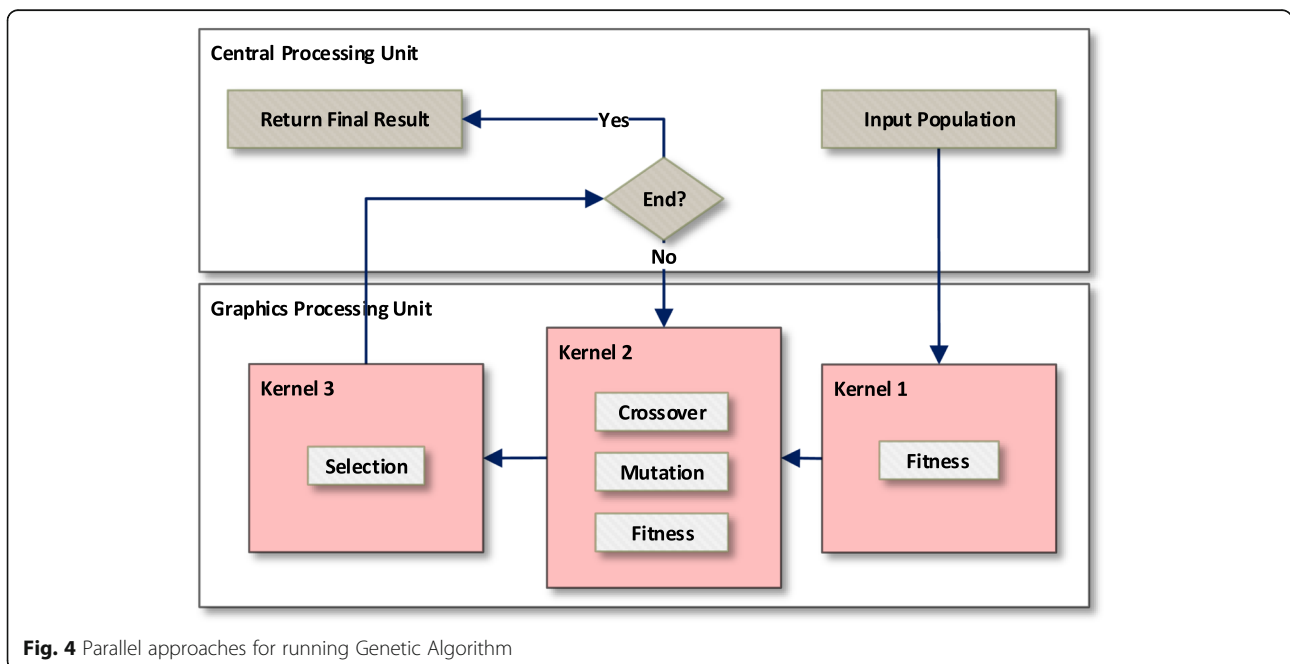 Central Processing Unit
Return Final Result
Yes
Input Population
End?
No
Graphics Processing Unit
Kernel 3
Selection
Kernel 2
Crossover
Mutation
Fitness
Kernel 1
Fitness
Fig. 4 Parallel approaches for running Genetic Algorithm